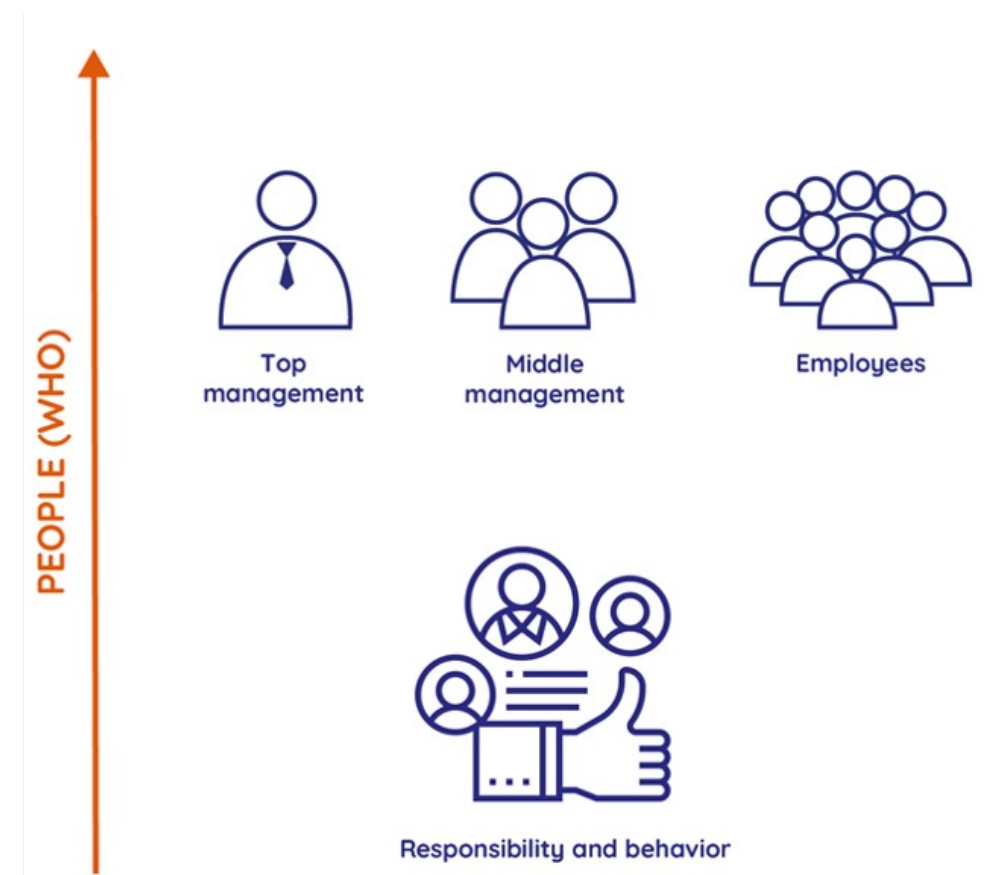 PEOPLE (WHO)
Top
management
Middle
management
Employees
Responsibility and behavior